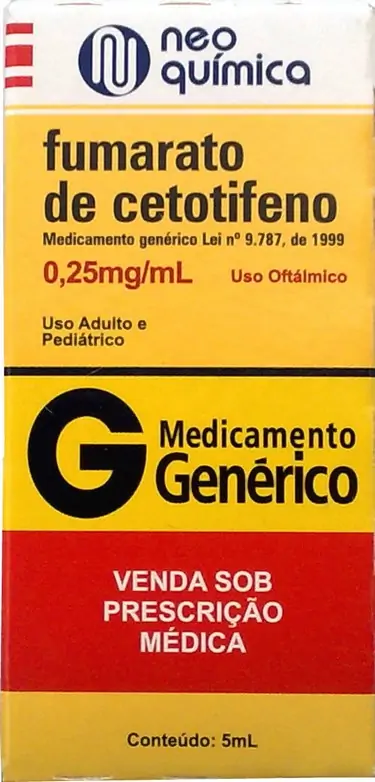 neo
química
fumarato
de cetotifeno
Medicamento genérico Lei nº 9.787, de 1999
0,25mg/mL Uso Oftálmico
Uso Adulto e
Pediátrico
G Medicamento
Genérico
VENDA SOB
PRESCRIÇÃO
MÉDICA
Conteúdo: 5mL